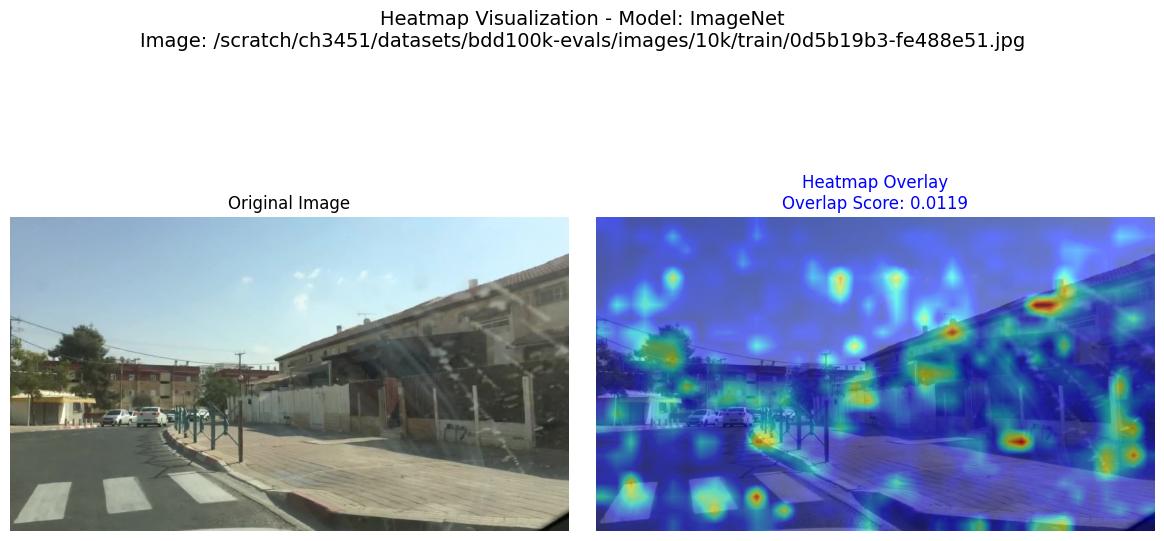 Heatmap Visualization - Model: ImageNet
Image: /scratch/ch3451/datasets/bdd100k-evals/images/10k/train/0d5b19b3-fe488e51.jpg
Original Image
Heatmap Overlay
Overlap Score: 0.0119